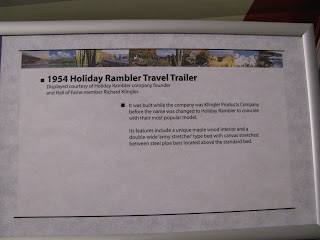 1954 Holiday Rambler Travel Trailer
Displayed courtesy of Holiday Rambler company founder
and Hall of Fame member Richard Klingler.
It was built while the company was Klingler Products Company
before the name was changed to Holiday Rambler to coincide
with their most popular model.
Its features include a unique maple wood interior and a
double-wide 'army stretcher' type bed with canvas stretched
between steel pipe bars located above the standard bed.